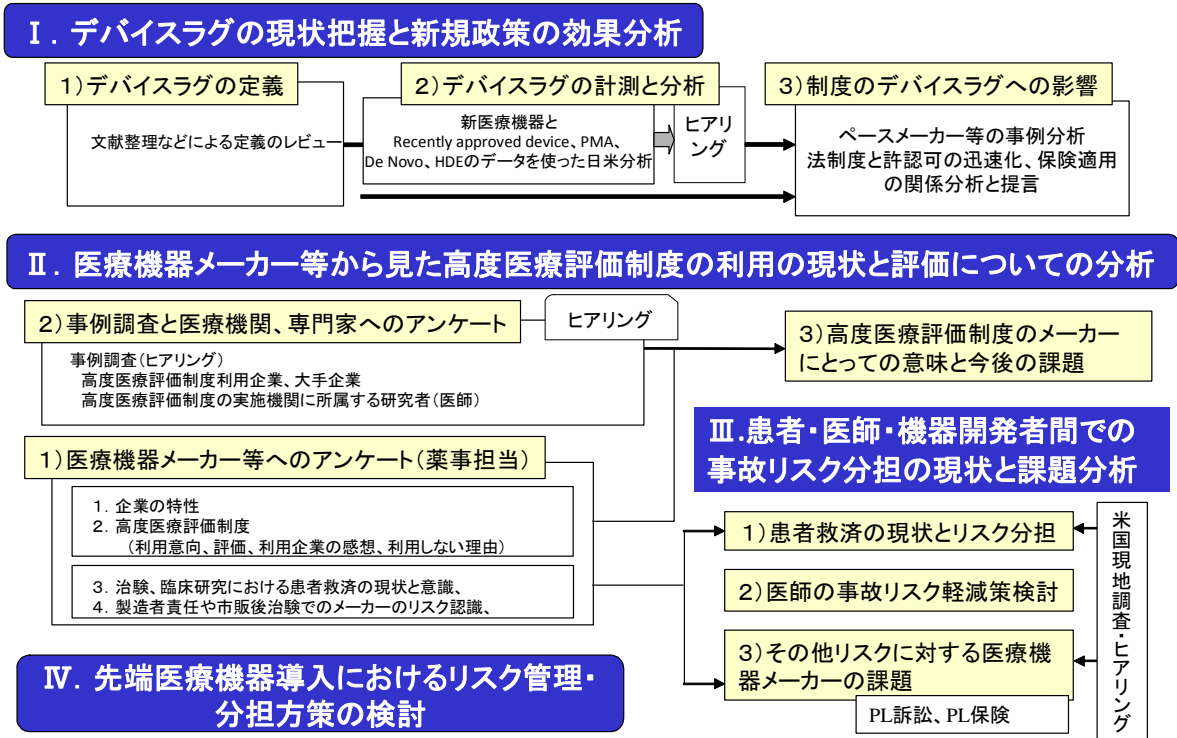 Ⅰ．デバイスラグの現状把握と新規政策の効果分析
1)デバイスラグの定義
文献整理などによる定義のレビュー
2)デバイスラグの計測と分析
新医療機器と
Recently approved device、PMA、
De Novo、HDEのデータを使った日米分析
ヒアリ
ング
3)制度のデバイスラグへの影響
ペースメーカー等の事例分析
法制度と許認可の迅速化、保険適用
の関係分析と提言
Ⅱ．医療機器メーカー等から見た高度医療評価制度の利用の現状と評価についての分析
2)事例調査と医療機関、専門家へのアンケート
ヒアリング
事例調査(ヒアリング)
高度医療評価制度利用企業、大手企業
高度医療評価制度の実施機関に所属する研究者(医師)
3)高度医療評価制度のメーカー
にとっての意味と今後の課題
1)医療機器メーカー等へのアンケート(薬事担当)
1．企業の特性
2．高度医療評価制度
(利用意向、評価、利用企業の感想、利用しない理由)
3．治験、臨床研究における患者救済の現状と意識、
4．製造者責任や市販後治験でのメーカーのリスク認識、
Ⅲ.患者・医師・機器開発者間での
事故リスク分担の現状と課題分析
1)患者救済の現状とリスク分担
2)医師の事故リスク軽減策検討
3)その他リスクに対する医療機
器メーカーの課題
PL訴訟、PL保険
米国現地調査・ヒアリング
Ⅳ．先端医療機器導入におけるリスク管理・
分担方策の検討